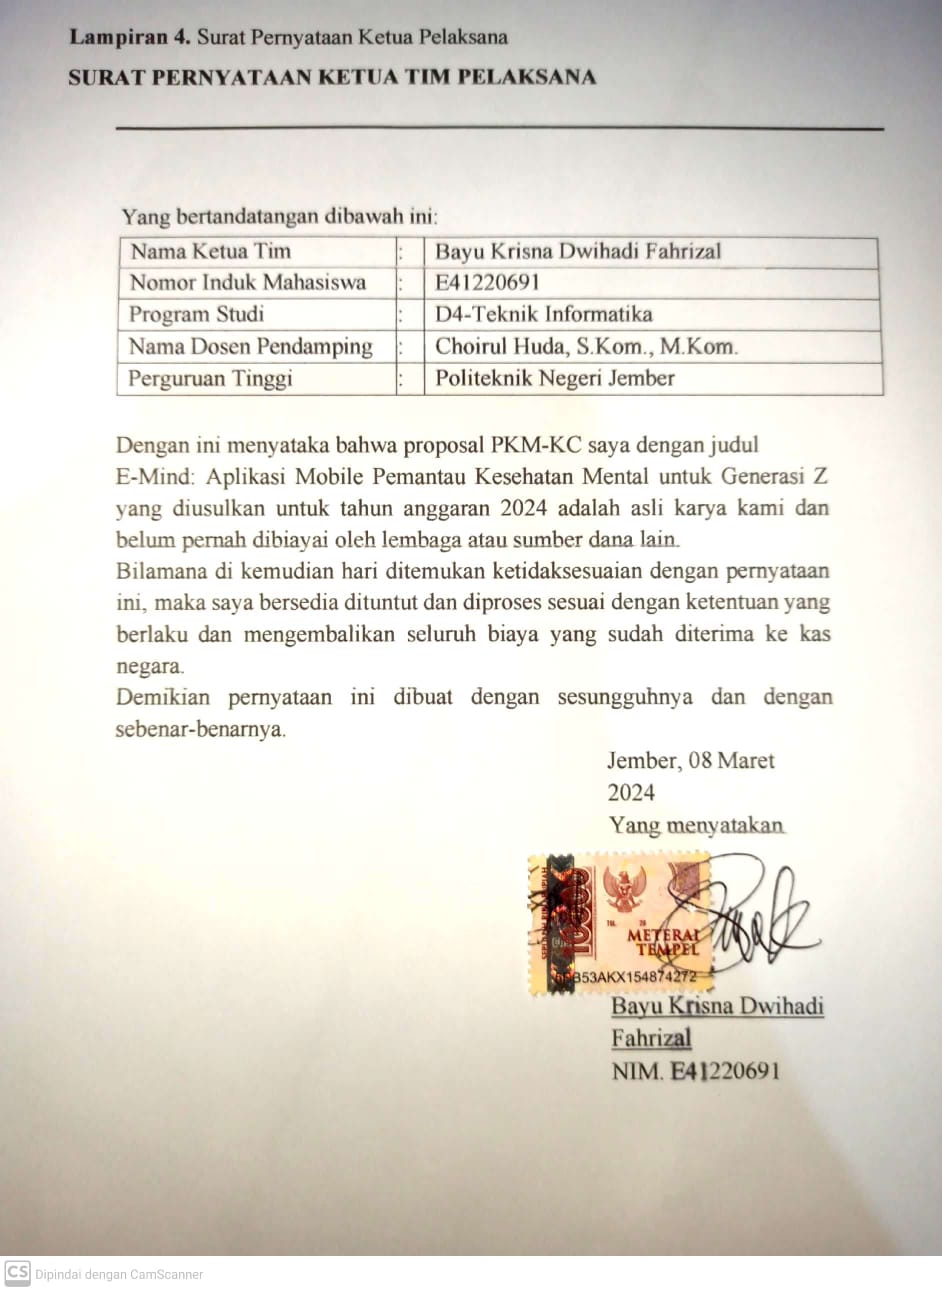 Lampiran 4. Surat Pernyataan Ketua Pelaksana
SURAT PERNYATAAN KETUA TIM PELAKSANA
Yang bertandatangan dibawah ini:
Nama Ketua Tim : Bayu Krisna Dwihadi Fahrizal
Nomor Induk Mahasiswa : E41220691
Program Studi : D4-Teknik Informatika
Nama Dosen Pendamping : Choirul Huda, S.Kom., M.Kom.
Perguruan Tinggi : Politeknik Negeri Jember
Dengan ini menyataka bahwa proposal PKM-KC saya dengan judul
E-Mind: Aplikasi Mobile Pemantau Kesehatan Mental untuk Generasi Z
yang diusulkan untuk tahun anggaran 2024 adalah asli karya kami dan
belum pernah dibiayai oleh lembaga atau sumber dana lain.
Bilamana di kemudian hari ditemukan ketidaksesuaian dengan pernyataan
ini, maka saya bersedia dituntut dan diproses sesuai dengan ketentuan yang
berlaku dan mengembalikan seluruh biaya yang sudah diterima ke kas
negara.
Demikian pernyataan ini dibuat dengan sesungguhnya dan dengan
sebenar-benarnya.
Jember, 08 Maret
2024
Yang menyatakan
10000
METERAI
TEMPEL
B53AKX154874272
Bayu Krisna Dwihadi
Fahrizal
NIM. E41220691
CS Dipindai dengan CamScanner